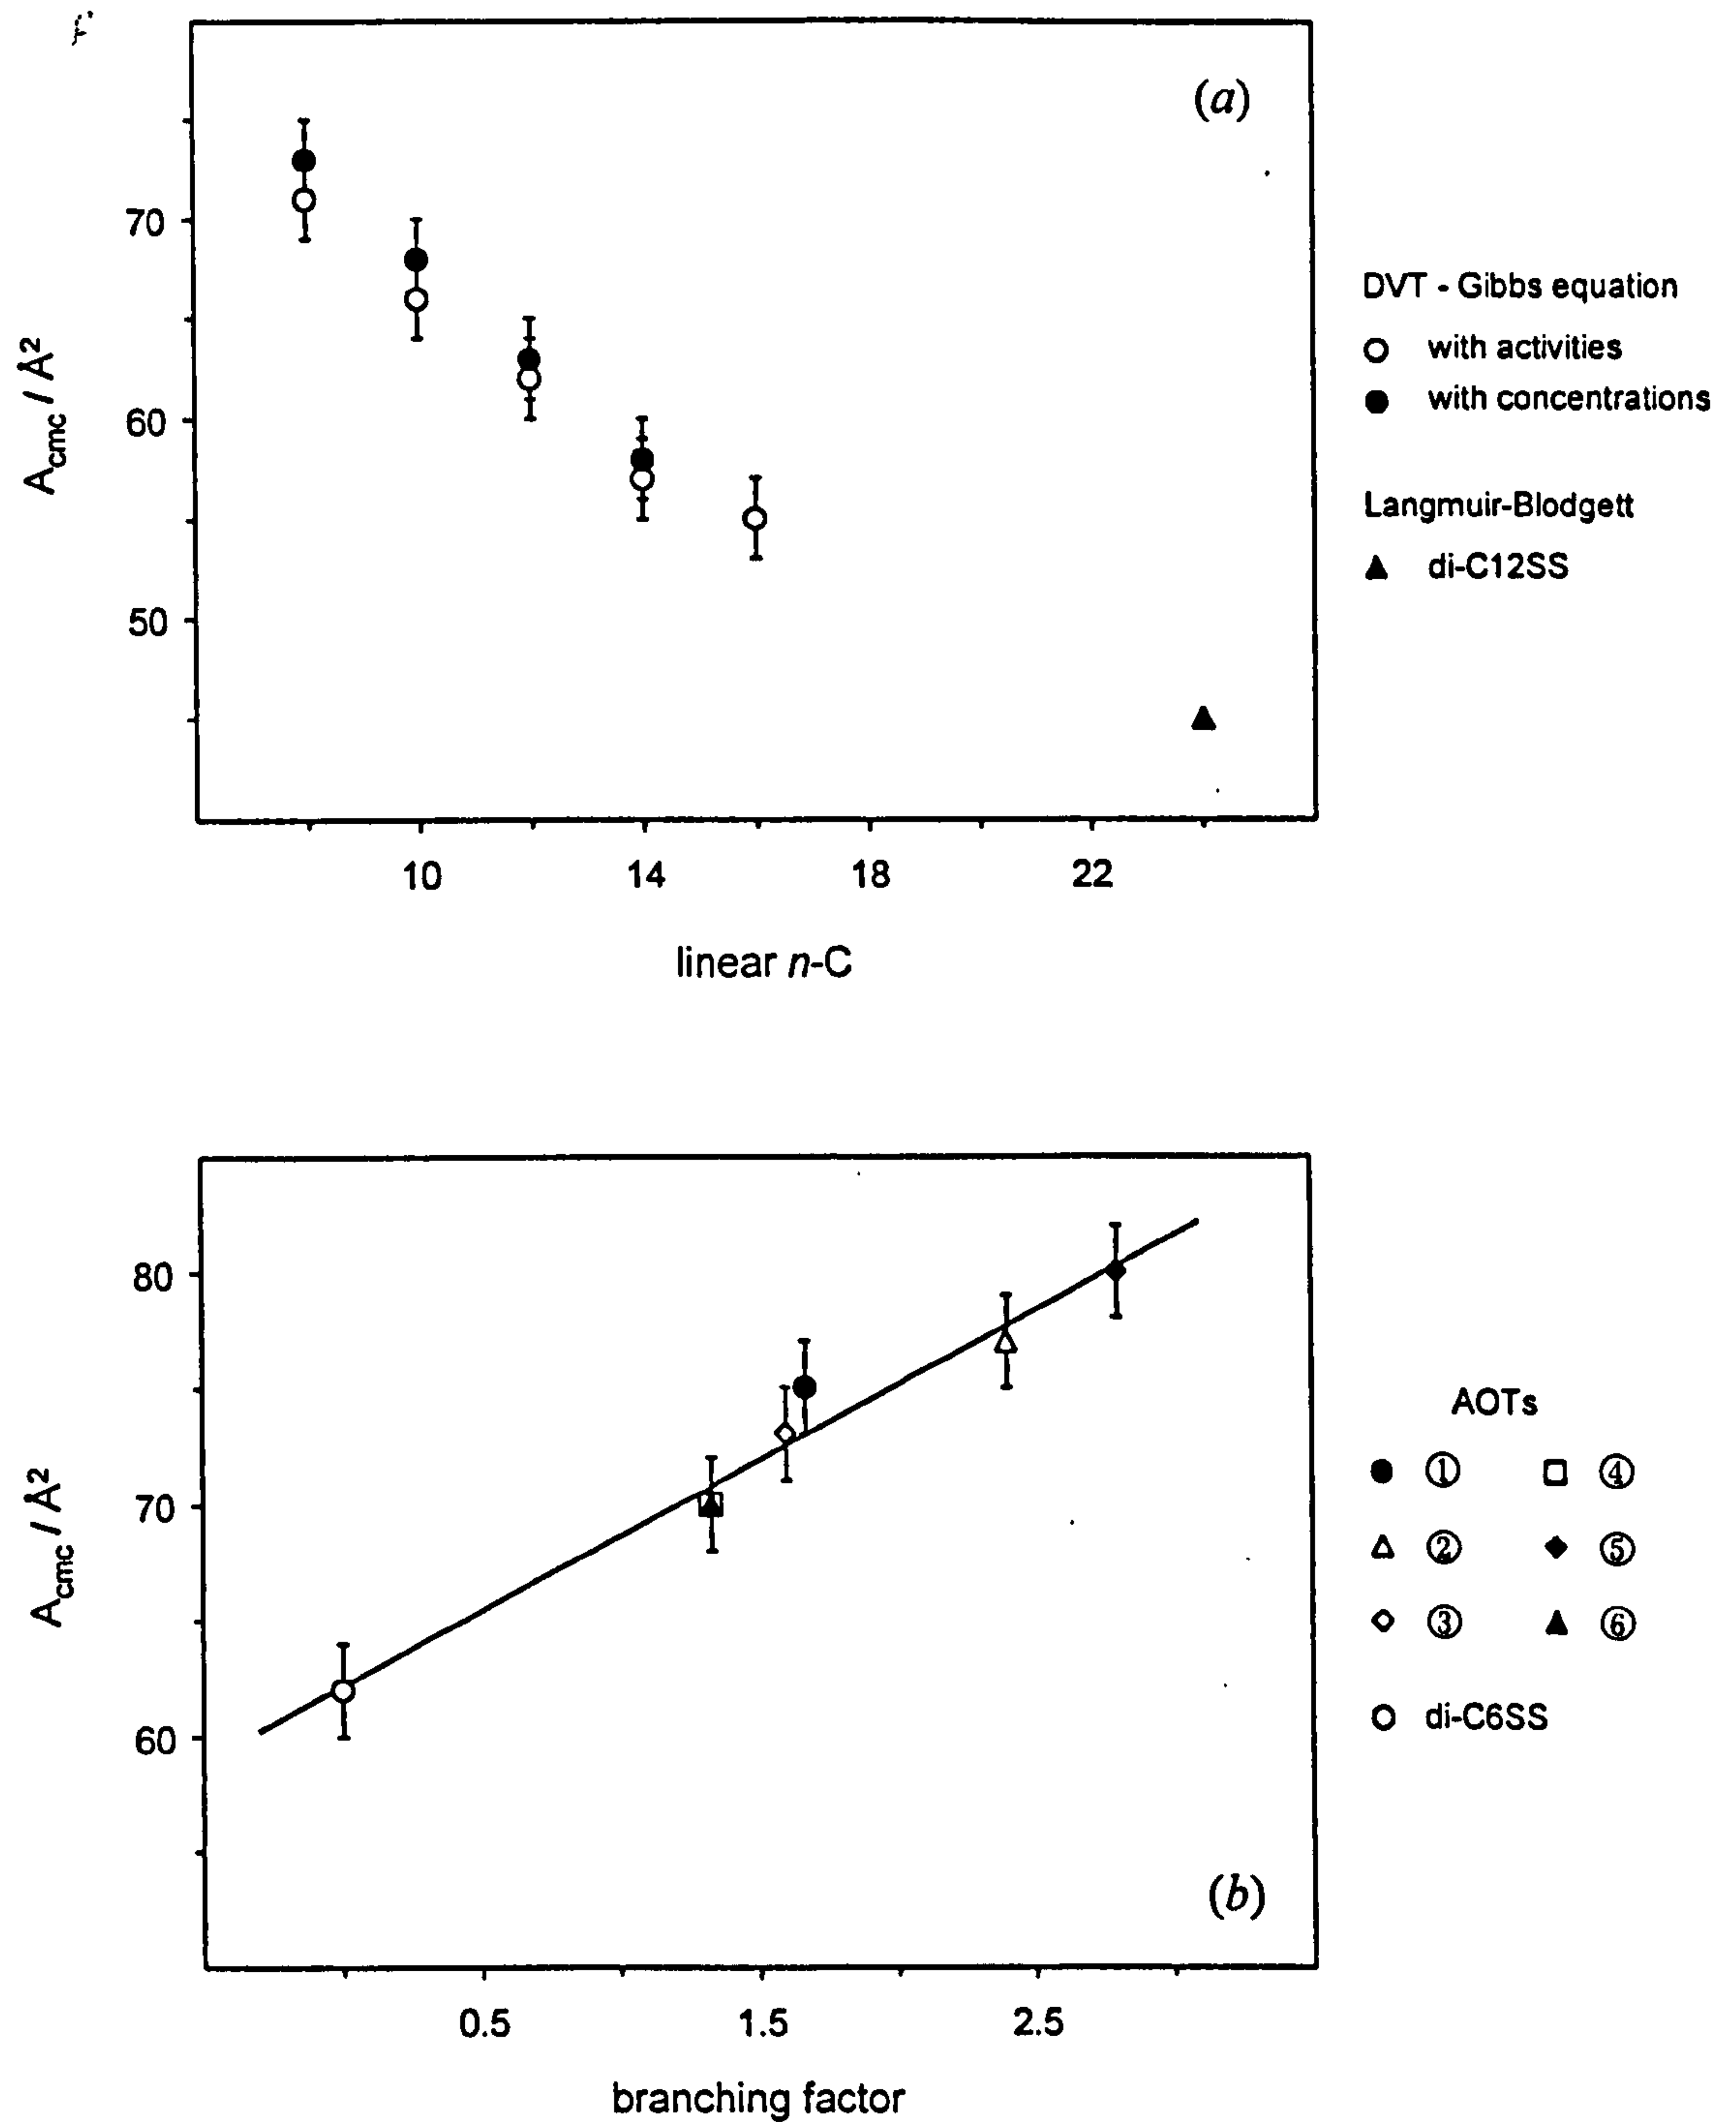 (a)
70
60
50
A_cmc / Å²
10 14 18 22
linear n-C
DVT - Gibbs equation
with activities
with concentrations
Langmuir-Blodgett
di-C12SS
80
70
60
A_cmc / Å²
(b)
0.5 1.5 2.5
branching factor
AOTs
① ④
② ⑤
③ ⑥
di-C6SS